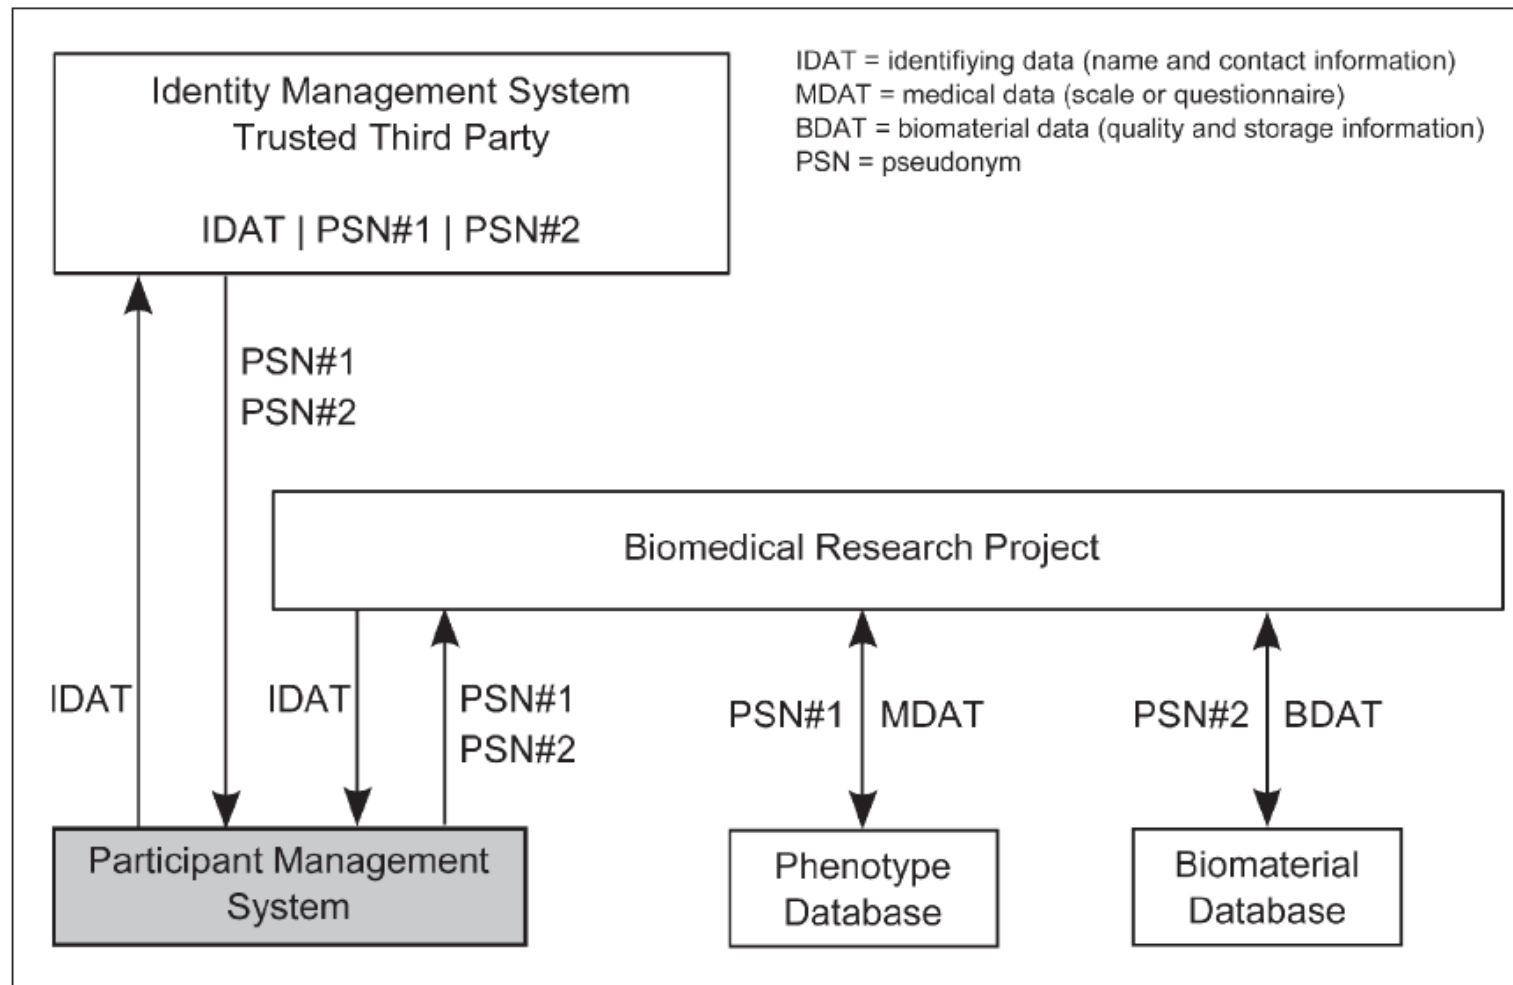 Identity Management System
Trusted Third Party
IDAT | PSN#1 | PSN#2
IDAT = identifiying data (name and contact information)
MDAT = medical data (scale or questionnaire)
BDAT = biomaterial data (quality and storage information)
PSN = pseudonym
PSN#1
PSN#2
Biomedical Research Project
IDAT
IDAT
PSN#1
PSN#2
PSN#1
MDAT
PSN#2
BDAT
Participant Management
System
Phenotype
Database
Biomaterial
Database